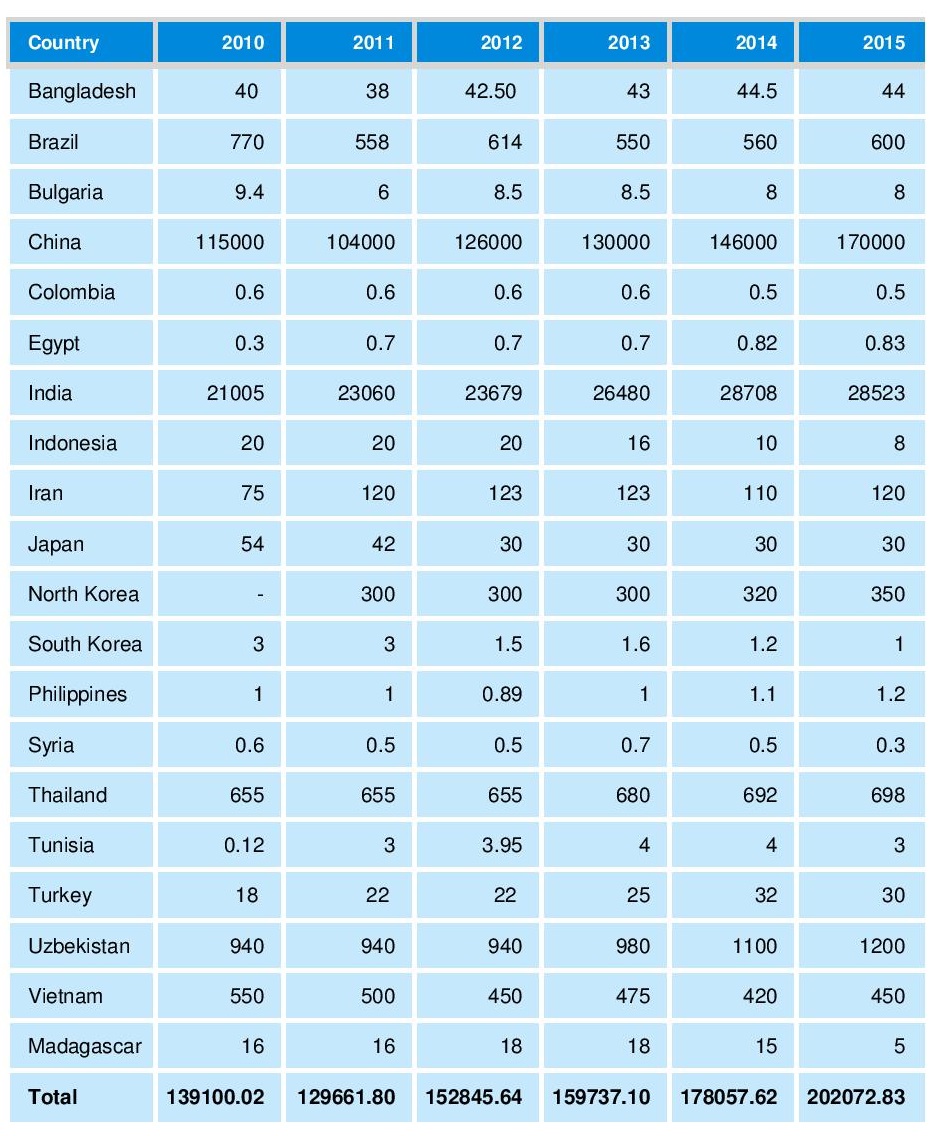 Country 2010 2011 2012 2013 2014 2015
Bangladesh 40 38 42.50 43 44.5 44
Brazil 770 558 614 550 560 600
Bulgaria 9.4 6 8.5 8.5 8 8
China 115000 104000 126000 130000 146000 170000
Colombia 0.6 0.6 0.6 0.6 0.5 0.5
Egypt 0.3 0.7 0.7 0.7 0.82 0.83
India 21005 23060 23679 26480 28708 28523
Indonesia 20 20 20 16 10 8
Iran 75 120 123 123 110 120
Japan 54 42 30 30 30 30
North Korea - 300 300 300 320 350
South Korea 3 3 1.5 1.6 1.2 1
Philippines 1 1 0.89 1 1.1 1.2
Syria 0.6 0.5 0.5 0.7 0.5 0.3
Thailand 655 655 655 680 692 698
Tunisia 0.12 3 3.95 4 4 3
Turkey 18 22 22 25 32 30
Uzbekistan 940 940 940 980 1100 1200
Vietnam 550 500 450 475 420 450
Madagascar 16 16 18 18 15 5
Total 139100.02 129661.80 152845.64 159737.10 178057.62 202072.83